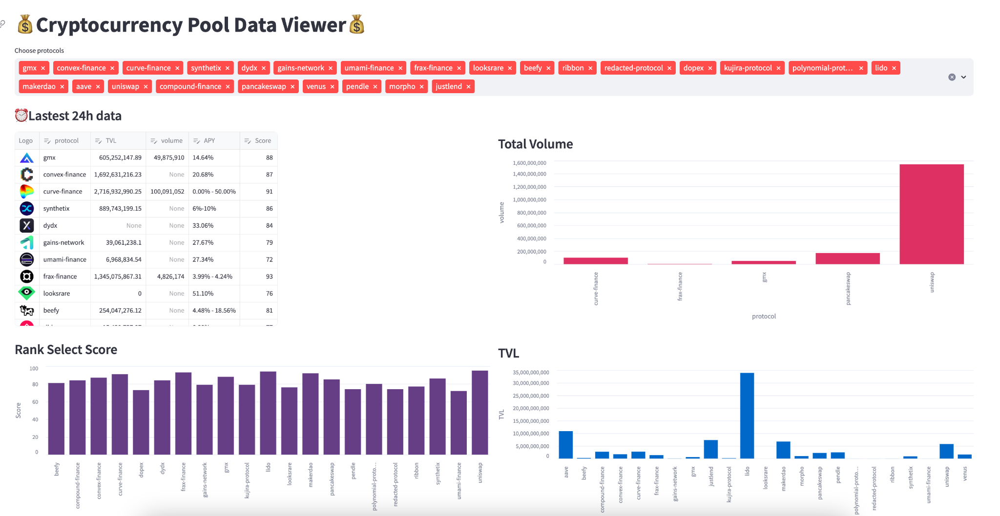 💰Cryptocurrency Pool Data Viewer💰
Choose protocols
gmx × convex-finance × curve-finance × synthetix × dydx × gains-network × umami-finance × frax-finance × looksrare × beefy × ribbon × redacted-protocol × dopex × kujira-protocol × polynomial-prot... × lido ×
makerdao × aave × uniswap × compound-finance × pancakeswap × venus × pendle × morpho × justlend ×
⏰Lastest 24h data
Logo protocol TVL volume APY Score
gmx 605,252,147.89 49,875,910 14.64% 88
convex-finance 1,692,631,216.23 None 20.68% 87
curve-finance 2,716,932,990.25 100,091,052 0.00% - 50.00% 91
synthetix 889,743,199.15 None 6%-10% 86
dydx None None 33.06% 84
gains-network 39,061,238.1 None 27.67% 79
umami-finance 6,968,834.54 None 27.34% 72
frax-finance 1,345,075,867.31 4,826,174 3.99% - 4.24% 93
looksrare 0 None 51.10% 76
beefy 254,047,276.12 None 4.48% - 18.56% 81
Total Volume
1,600,000,000
1,400,000,000
1,200,000,000
1,000,000,000
800,000,000
600,000,000
400,000,000
200,000,000
0
volume
curve-finance
frax-finance
gmx
pancakeswap
uniswap
protocol
Rank Select Score
100
80
60
40
20
0
Score
beefy
compound-finance
convex-finance
curve-finance
dopex
dydx
frax-finance
gains-network
gmx
kujira-protocol
lido
looksrare
makerdao
pancakeswap
pendle
polynomial-proto...
redacted-protocol
ribbon
synthetix
umami-finance
uniswap
TVL
35,000,000,000
30,000,000,000
25,000,000,000
20,000,000,000
15,000,000,000
10,000,000,000
5,000,000,000
0
TVL
aave
beefy
compound-finance
convex-finance
curve-finance
frax-finance
gains-network
gmx
justlend
kujira-protocol
lido
looksrare
makerdao
morpho
pancakeswap
pendle
polynomial-proto...
redacted-protocol
ribbon
synthetix
umami-finance
uniswap
venus